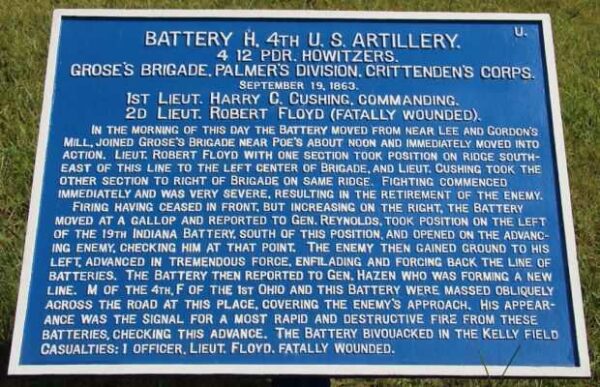 U.
BATTERY H, 4TH U. S. ARTILLERY.
4 12 PDR. HOWITZERS.
GROSE'S BRIGADE, PALMER'S DIVISION, CRITTENDEN'S CORPS.
SEPTEMBER 19, 1863.
1ST LIEUT. HARRY C. CUSHING, COMMANDING.
2D LIEUT. ROBERT FLOYD (FATALLY WOUNDED).
IN THE MORNING OF THIS DAY THE BATTERY MOVED FROM NEAR LEE AND GORDON'S
MILL, JOINED GROSE'S BRIGADE NEAR POE'S ABOUT NOON AND IMMEDIATELY MOVED INTO
ACTION. LIEUT. ROBERT FLOYD WITH ONE SECTION TOOK POSITION ON RIDGE SOUTH-
EAST OF THIS LINE TO THE LEFT CENTER OF BRIGADE, AND LIEUT. CUSHING TOOK THE
OTHER SECTION TO RIGHT OF BRIGADE ON SAME RIDGE. FIGHTING COMMENCED
IMMEDIATELY AND WAS VERY SEVERE, RESULTING IN THE RETIREMENT OF THE ENEMY.
FIRING HAVING CEASED IN FRONT, BUT INCREASING ON THE RIGHT, THE BATTERY
MOVED AT A GALLOP AND REPORTED TO GEN. REYNOLDS, TOOK POSITION ON THE LEFT
OF THE 19TH INDIANA BATTERY, SOUTH OF THIS POSITION, AND OPENED ON THE ADVANC-
ING ENEMY, CHECKING HIM AT THAT POINT. THE ENEMY THEN GAINED GROUND TO HIS
LEFT, ADVANCED IN TREMENDOUS FORCE, ENFILADING AND FORCING BACK THE LINE OF
BATTERIES. THE BATTERY THEN REPORTED TO GEN. HAZEN WHO WAS FORMING A NEW
LINE. M OF THE 4TH, F OF THE 1ST OHIO AND THIS BATTERY WERE MASSED OBLIQUELY
ACROSS THE ROAD AT THIS PLACE, COVERING THE ENEMY'S APPROACH. HIS APPEAR-
ANCE WAS THE SIGNAL FOR A MOST RAPID AND DESTRUCTIVE FIRE FROM THESE
BATTERIES, CHECKING THIS ADVANCE. THE BATTERY BIVOUACKED IN THE KELLY FIELD
CASUALTIES: 1 OFFICER, LIEUT. FLOYD, FATALLY WOUNDED.